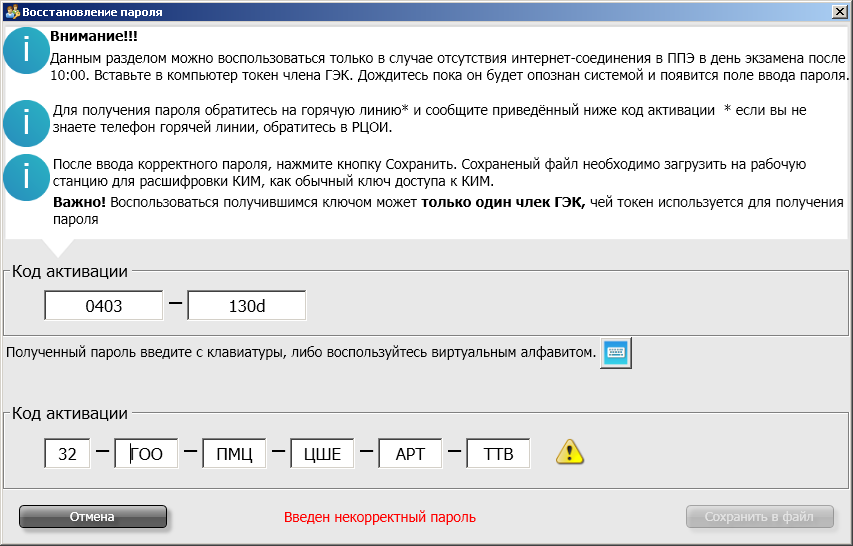 Восстановление пароля
Внимание!!!
Данным разделом можно воспользоваться только в случае отсутствия интернет-соединения в ППЭ в день экзамена после
10:00. Вставьте в компьютер токен члена ГЭК. Дождитесь пока он будет опознан системой и появится поле ввода пароля.
Для получения пароля обратитесь на горячую линию* и сообщите приведённый ниже код активации * если вы не
знаете телефон горячей линии, обратитесь в РЦОИ.
После ввода корректного пароля, нажмите кнопку Сохранить. Сохраненый файл необходимо загрузить на рабочую
станцию для расшифровки КИМ, как обычный ключ доступа к КИМ.
Важно! Воспользоваться получившимся ключом может только один члек ГЭК, чей токен используется для получения
пароля
Код активации
0403 – 130d
Полученный пароль введите с клавиатуры, либо воспользуйтесь виртуальным алфавитом.
Код активации
32 – ГОО – ПМЦ – ЦШЕ – АРТ – ТТВ
Отмена Введен некорректный пароль Сохранить в файл